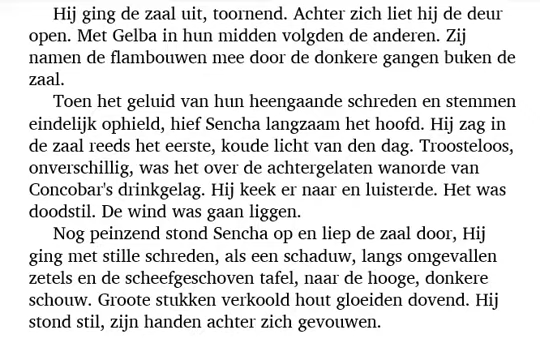 Hij ging de zaal uit, toornend. Achter zich liet hij de deur
open. Met Gelba in hun midden volgden de anderen. Zij
namen de flambouwen mee door de donkere gangen buken de
zaal.
Toen het geluid van hun heengaande schreden en stemmen
eindelijk ophield, hief Sencha langzaam het hoofd. Hij zag in
de zaal reeds het eerste, koude licht van den dag. Troosteloos,
onverschillig, was het over de achtergelaten wanorde van
Concobar's drinkgelag. Hij keek er naar en luisterde. Het was
doodstil. De wind was gaan liggen.
Nog peinzend stond Sencha op en liep de zaal door, Hij
ging met stille schreden, als een schaduw, langs omgevallen
zetels en de scheefgeschoven tafel, naar de hooge, donkere
schouw. Groote stukken verkoold hout gloeiden dovend. Hij
stond stil, zijn handen achter zich gevouwen.